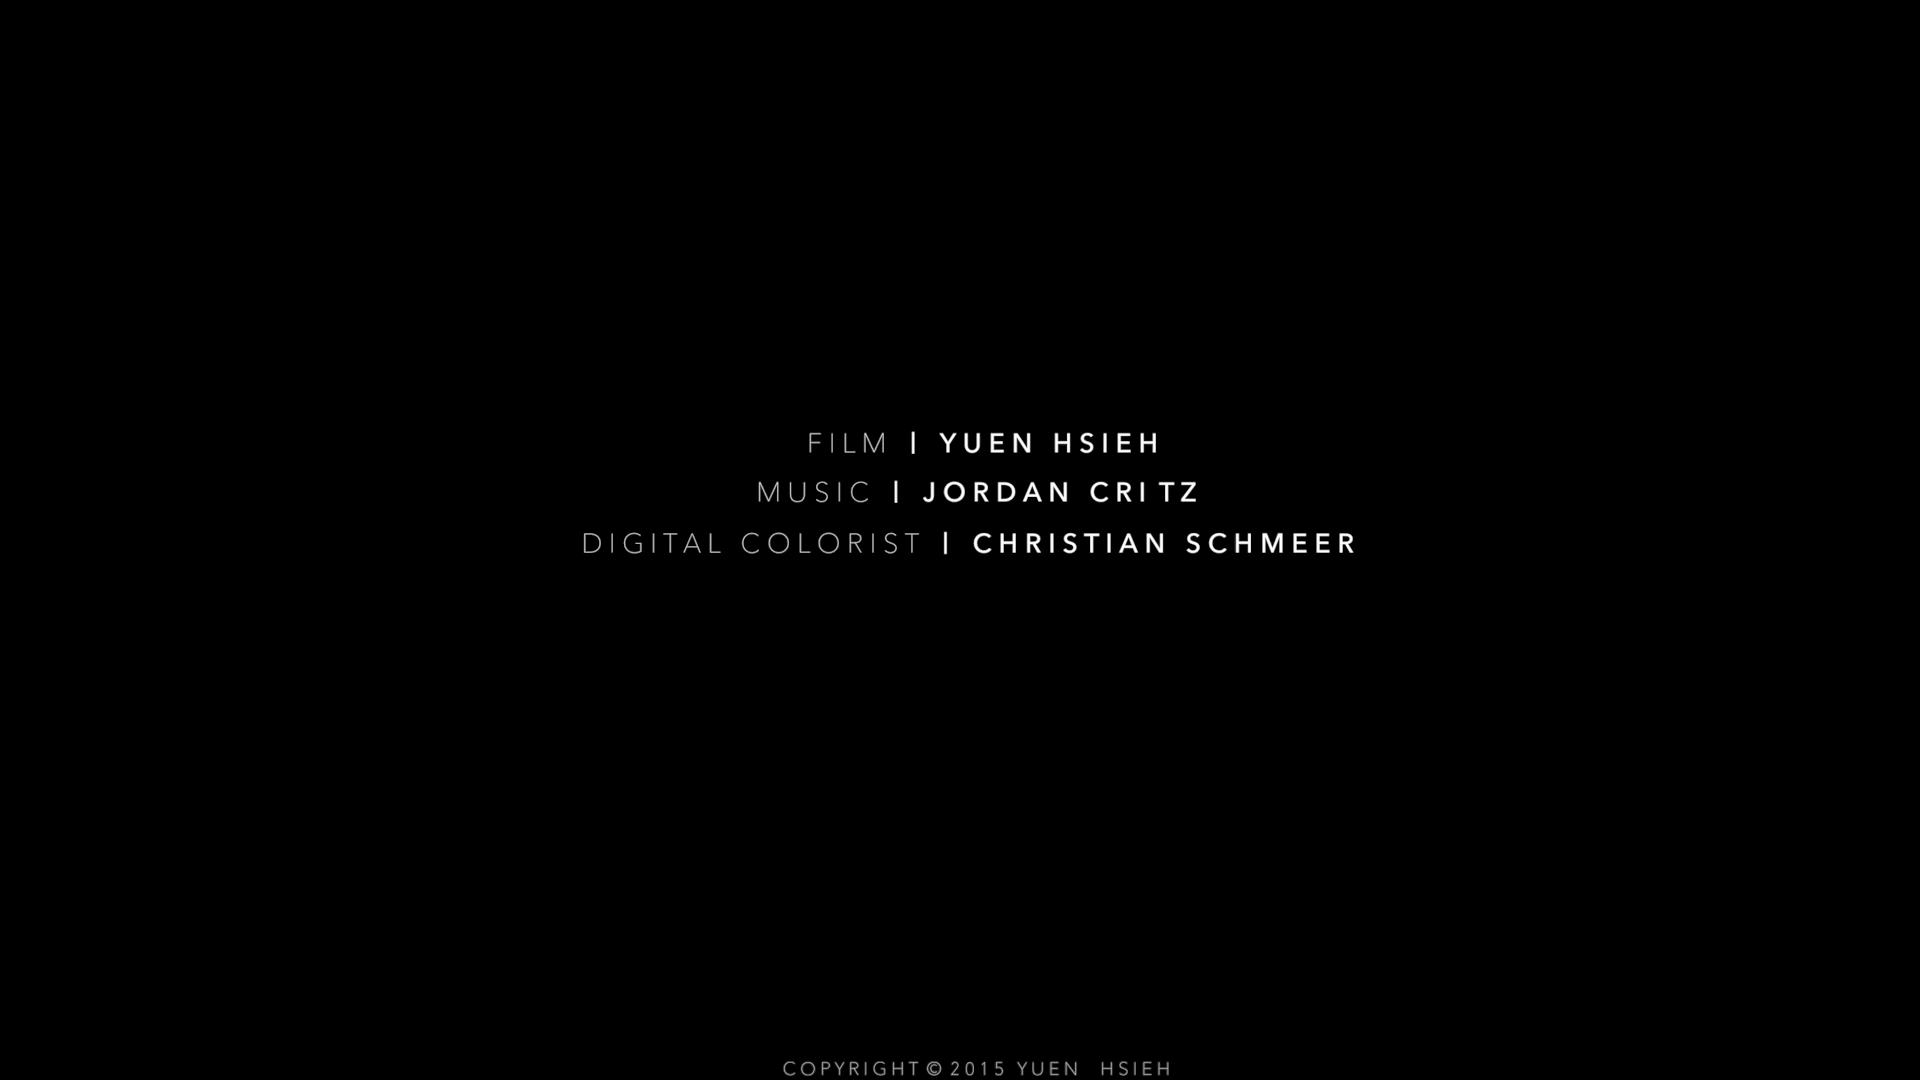 FILM | YUEN HSIEH
MUSIC | JORDAN CRITZ
DIGITAL COLORIST | CHRISTIAN SCHMEER
COPYRIGHT © 2015 YUEN HSIEH